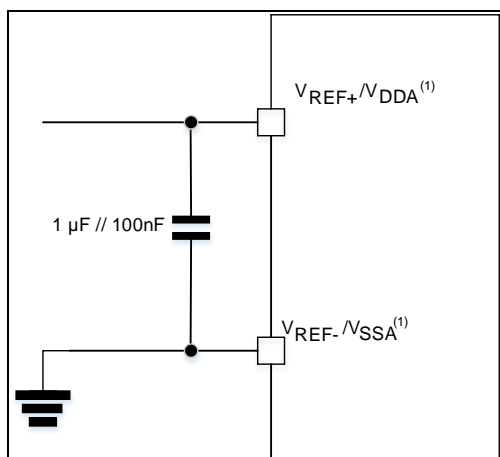 VREF+/VDDA(1)
1 µF // 100nF
VREF-/VSSA(1)